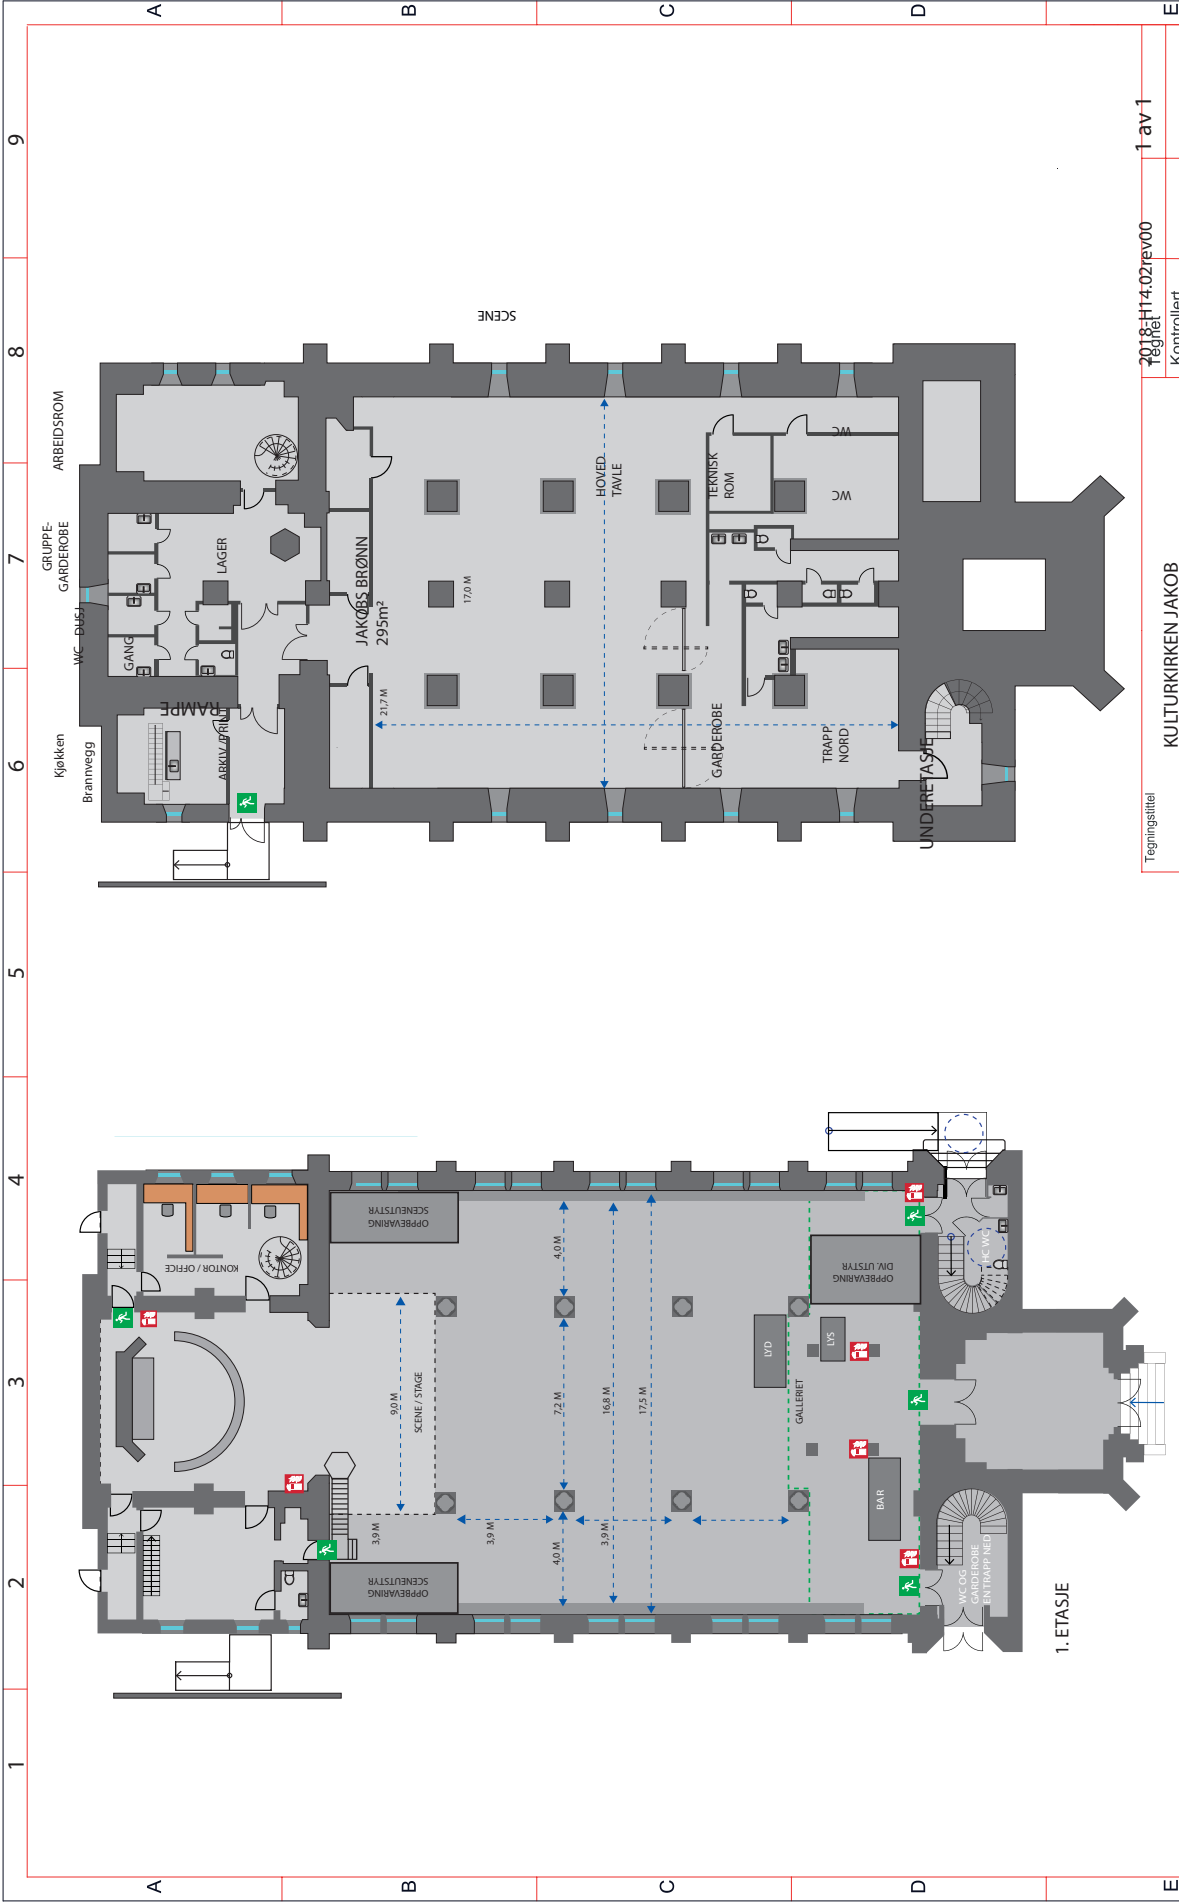 A
B
C
D
E
9
8
7
6
5
4
3
2
1
1 av 1
2018-H14.02rev00
Tegnet
Kontrollert
Tegningstittel
KULTURKIRKEN JAKOB
SCENE
ARBEIDSROM
GRUPPE-
GARDEROBE
WC
DUSJ
GANG
LAGER
RAMPE
Kjøkken
Brannvegg
JAKOBS BRØNN
295m²
17,0 M
21,7 M
HOVED
TAVLE
TEKNISK
ROM
WC
WC
GARDEROBE
TRAPP
NORD
UNDERETASJE
KONTOR / OFFICE
OPPBEVARING
SCENEUTSTYR
OPPBEVARING
DIV. UTSTYR
HC WC
4,0 M
9,0 M
SCENE / STAGE
7,2 M
16,8 M
17,5 M
LYD
LYS
GALLERIET
BAR
3,9 M
3,9 M
4,0 M
3,9 M
OPPBEVARING
SCENEUTSTYR
WC OG
GARDEROBE
EN TRAPP NED
1. ETASJE
A
B
C
D
E